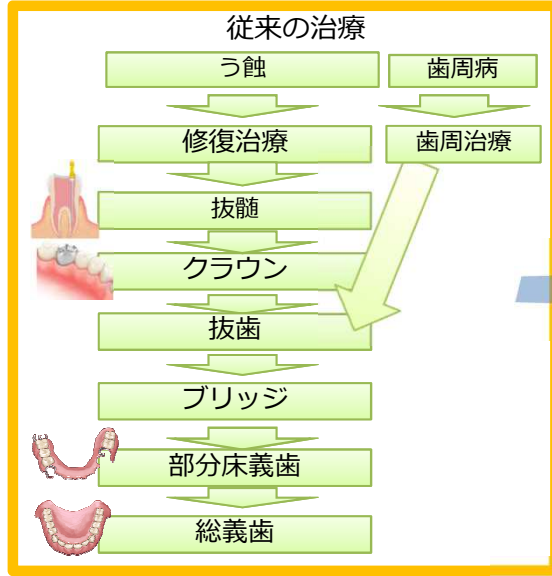 従来の治療
う蝕
歯周病
修復治療
歯周治療
抜髄
クラウン
抜歯
ブリッジ
部分床義歯
総義歯